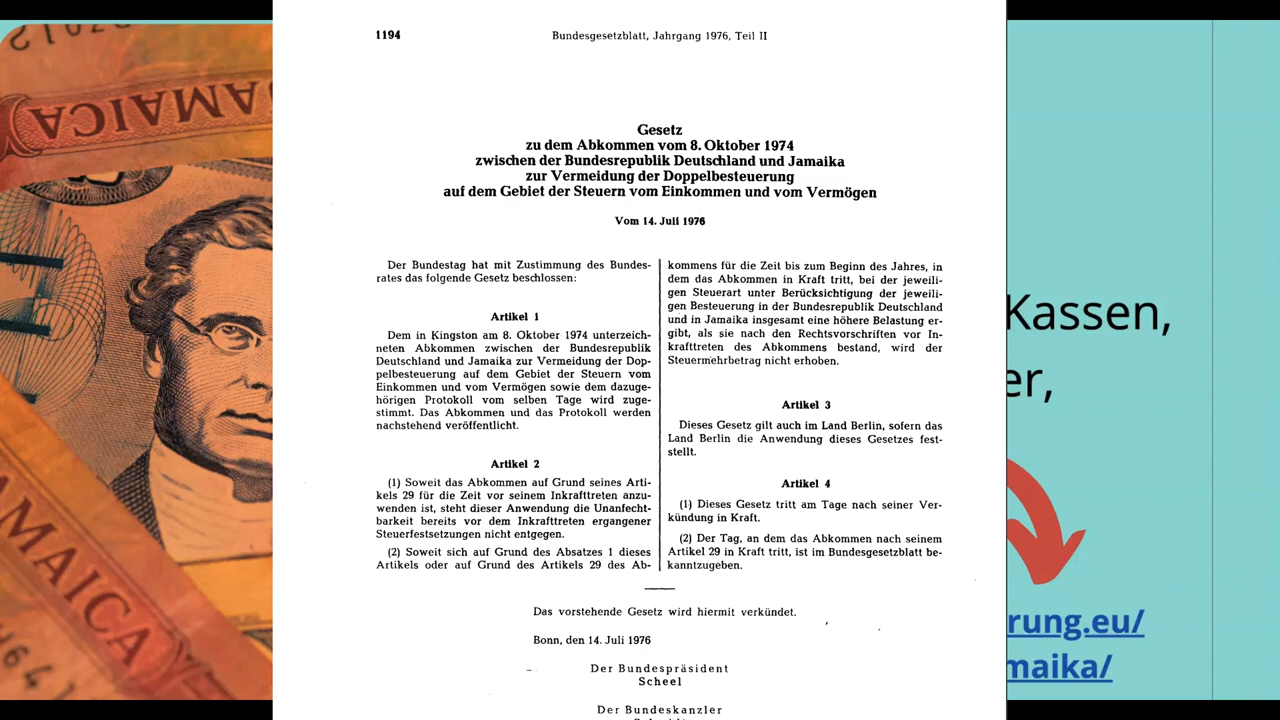 JAMAICA
AMAICA
1194
Bundesgesetzblatt, Jahrgang 1976, Teil II
Gesetz
zu dem Abkommen vom 8. Oktober 1974
zwischen der Bundesrepublik Deutschland und Jamaika
zur Vermeidung der Doppelbesteuerung
auf dem Gebiet der Steuern vom Einkommen und vom Vermögen
Vom 14. Juli 1976
Der Bundestag hat mit Zustimmung des Bundes-
rates das folgende Gesetz beschlossen:
Artikel 1
Dem in Kingston am 8. Oktober 1974 unterzeich-
neten Abkommen zwischen der Bundesrepublik
Deutschland und Jamaika zur Vermeidung der Dop-
pelbesteuerung auf dem Gebiet der Steuern vom
Einkommen und vom Vermögen sowie dem dazuge-
hörigen Protokoll vom selben Tage wird zuge-
stimmt. Das Abkommen und das Protokoll werden
nachstehend veröffentlicht.
Artikel 2
(1) Soweit das Abkommen auf Grund seines Arti-
kels 29 für die Zeit vor seinem Inkrafttreten anzu-
wenden ist, steht dieser Anwendung die Unanfecht-
barkeit bereits vor dem Inkrafttreten ergangener
Steuerfestsetzungen nicht entgegen.
(2) Soweit sich auf Grund des Absatzes 1 dieses
Artikels oder auf Grund des Artikels 29 des Ab-
kommens für die Zeit bis zum Beginn des Jahres, in
dem das Abkommen in Kraft tritt, bei der jeweili-
gen Steuerart unter Berücksichtigung der jeweili-
gen Besteuerung in der Bundesrepublik Deutschland
und in Jamaika insgesamt eine höhere Belastung er-
gibt, als sie nach den Rechtsvorschriften vor In-
krafttreten des Abkommens bestand, wird der
Steuermehrbetrag nicht erhoben.
Artikel 3
Dieses Gesetz gilt auch im Land Berlin, sofern das
Land Berlin die Anwendung dieses Gesetzes fest-
stellt.
Artikel 4
(1) Dieses Gesetz tritt am Tage nach seiner Ver-
kündung in Kraft.
(2) Der Tag, an dem das Abkommen nach seinem
Artikel 29 in Kraft tritt, ist im Bundesgesetzblatt be-
kanntzugeben.
Das vorstehende Gesetz wird hiermit verkündet.
Bonn, den 14. Juli 1976
Der Bundespräsident
Scheel
Der Bundeskanzler
Kassen,
er,
rung.eu/
maika/